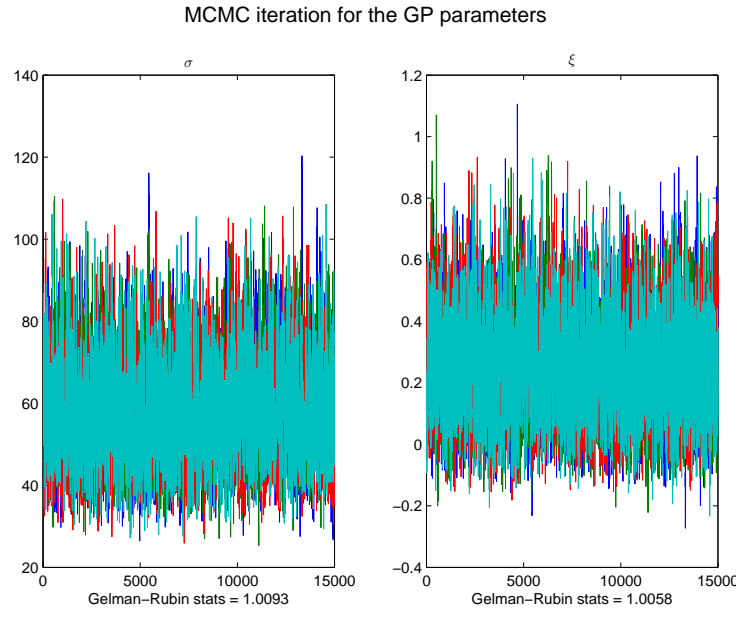 MCMC iteration for the GP parameters
σ
140
120
100
80
60
40
20
0 5000 10000 15000
Gelman−Rubin stats = 1.0093
ξ
1.2
1
0.8
0.6
0.4
0.2
0
−0.2
−0.4
0 5000 10000 15000
Gelman−Rubin stats = 1.0058